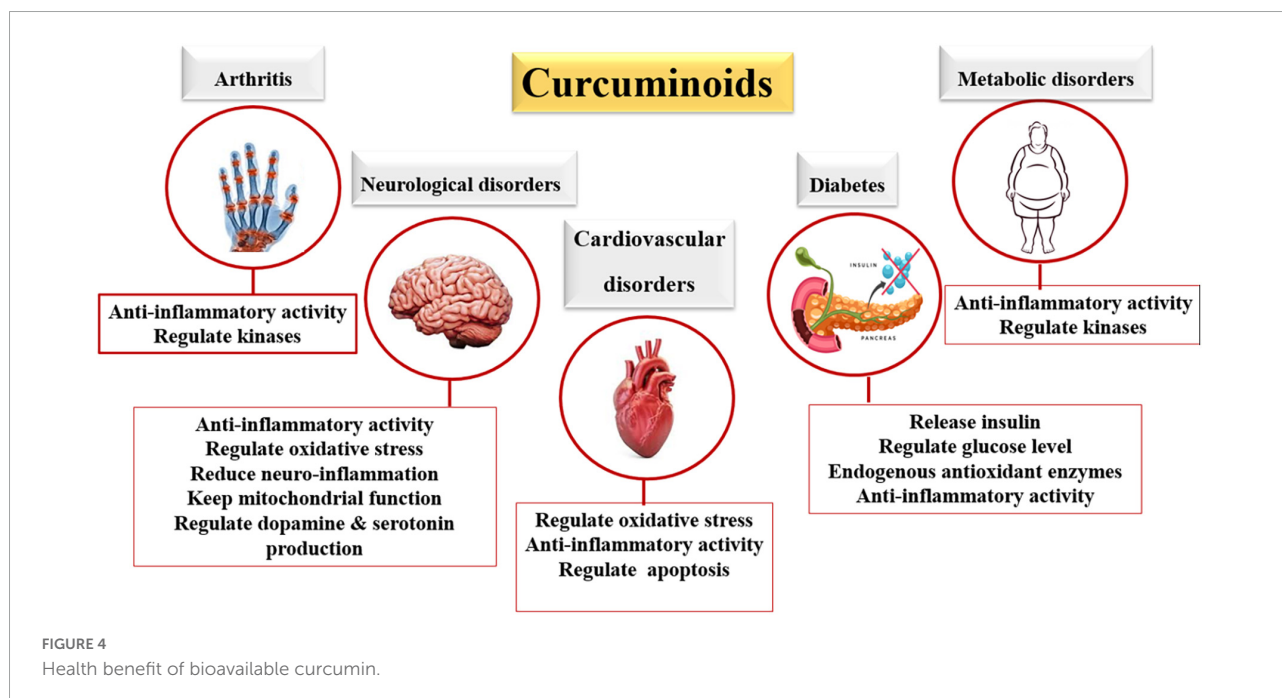 Curcuminoids
Arthritis
Anti-inflammatory activity
Regulate kinases
Neurological disorders
Anti-inflammatory activity
Regulate oxidative stress
Reduce neuro-inflammation
Keep mitochondrial function
Regulate dopamine & serotonin
production
Cardiovascular
disorders
Regulate oxidative stress
Anti-inflammatory activity
Regulate apoptosis
Diabetes
INSULIN
PANCREAS
Release insulin
Regulate glucose level
Endogenous antioxidant enzymes
Anti-inflammatory activity
Metabolic disorders
Anti-inflammatory activity
Regulate kinases
FIGURE 4
Health benefit of bioavailable curcumin.